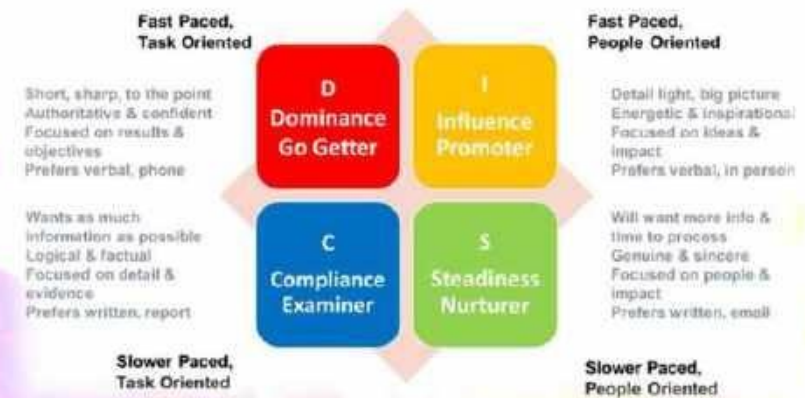 Fast Paced,
Task Oriented
Fast Paced,
People Oriented
Short, sharp, to the point
Authoritative & confident
Focused on results &
objectives
Prefers verbal, phone
D
Dominance
Go Getter
I
Influence
Promoter
Detail light, big picture
Energetic & inspirational
Focused on ideas &
impact
Prefers verbal, in person
Wants as much
information as possible
Logical & factual
Focused on detail &
evidence
Prefers written, report
C
Compliance
Examiner
S
Steadiness
Nurturer
Will want more info &
time to process
Genuine & sincere
Focused on people &
impact
Prefers written, email
Slower Paced,
Task Oriented
Slower Paced,
People Oriented